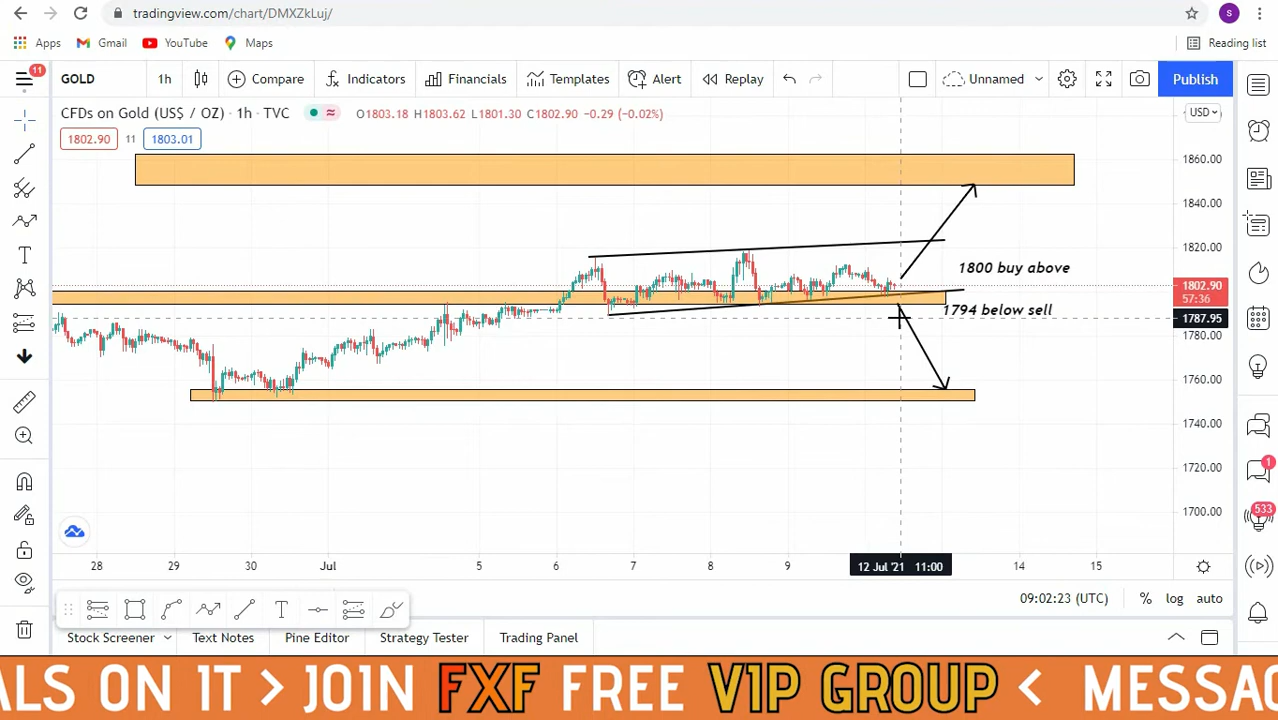 tradingview.com/chart/DMXZkLuj/
S
Apps Gmail YouTube Maps Reading list
11
GOLD 1h Compare Indicators Financials Templates Alert Replay Unnamed Publish
CFDs on Gold (US$ / OZ) · 1h · TVC O1803.18 H1803.62 L1801.30 C1802.90 −0.29 (−0.02%)
USD
1802.90 11 1803.01
1860.00
1840.00
1820.00
1800 buy above
1802.90
57:36
1794 below sell
1787.95
1780.00
1760.00
1740.00
1720.00
1
1700.00
533
28 29 30 Jul 5 6 7 8 9 12 Jul '21 11:00 14 15
09:02:23 (UTC) % log auto
Stock Screener Text Notes Pine Editor Strategy Tester Trading Panel
ALS ON IT > JOIN FXF FREE VIP GROUP < MESSA